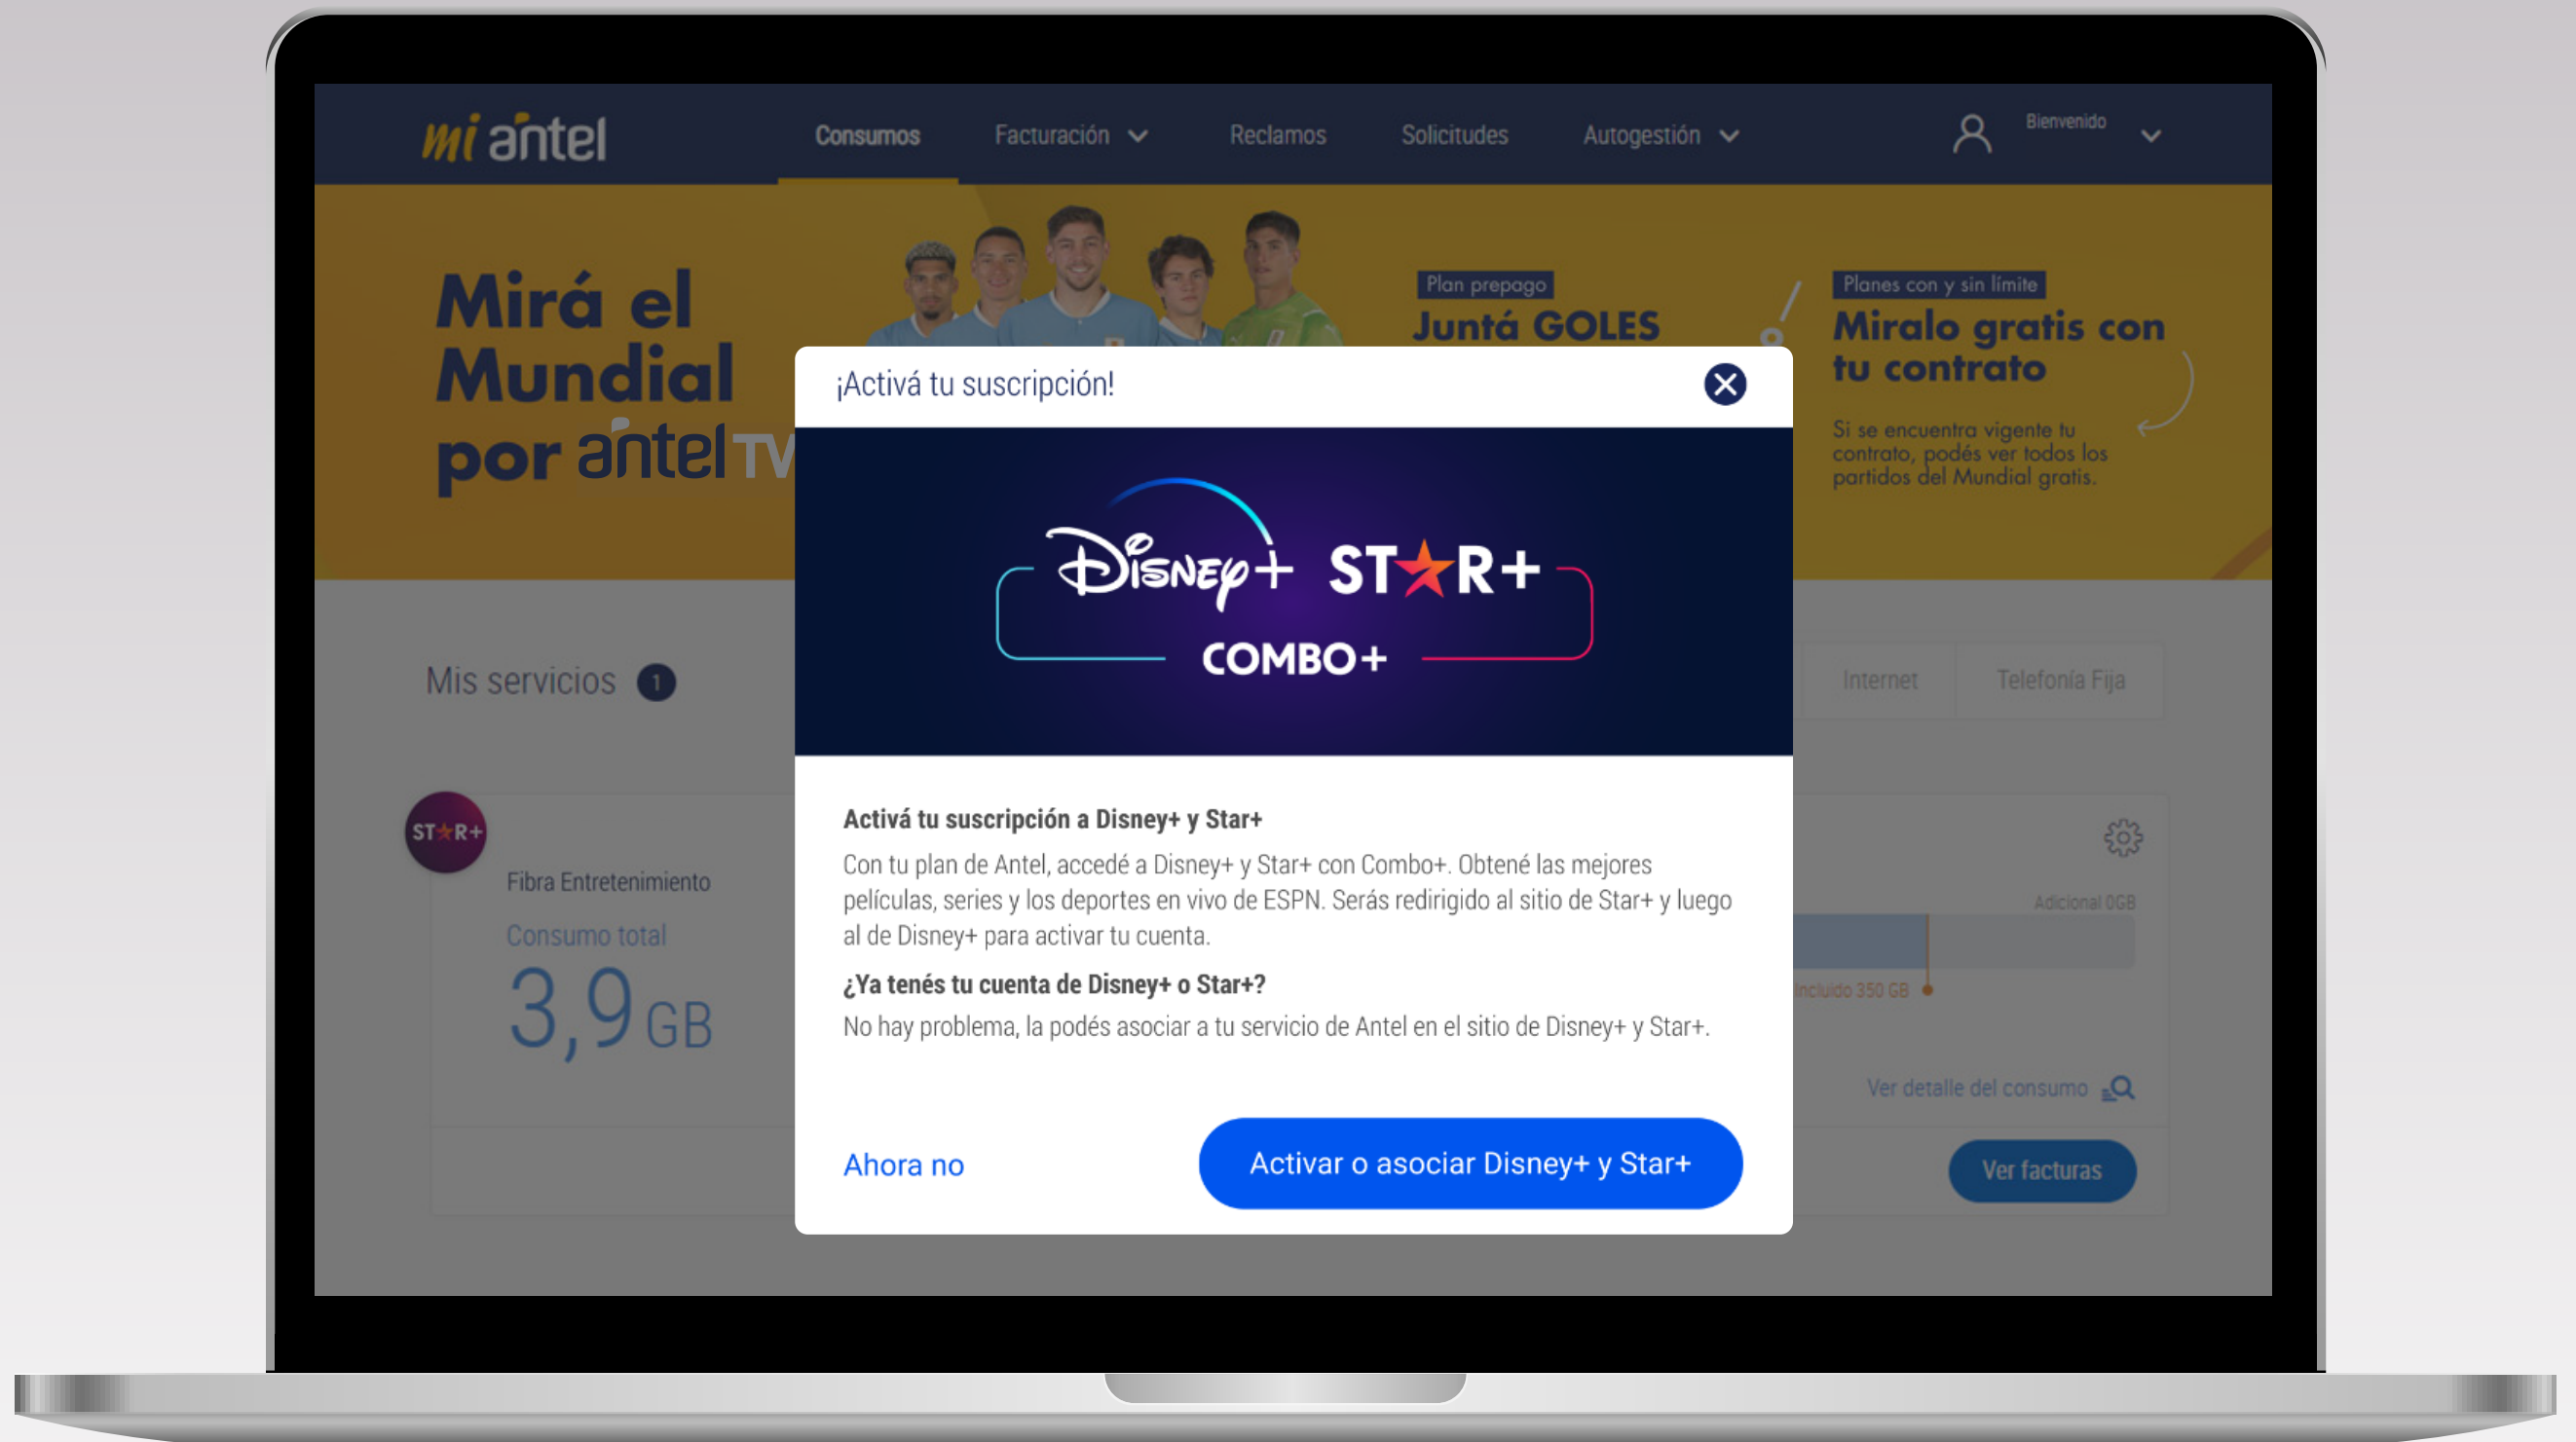 mi antel
Consumos
Facturación
Reclamos
Solicitudes
Autogestión
Bienvenido
Mirá el
Mundial
por antel TV
Plan prepago
Juntá GOLES
Planes con y sin límite
Miralo gratis con
tu contrato
Si se encuentra vigente tu
contrato, podés ver todos los
partidos del Mundial gratis.
¡Activá tu suscripción!
Disney+ STAR+
COMBO+
Mis servicios 1
Internet
Telefonía Fija
STAR+
Fibra Entretenimiento
Consumo total
3,9 GB
Activá tu suscripción a Disney+ y Star+
Con tu plan de Antel, accedé a Disney+ y Star+ con Combo+. Obtené las mejores
películas, series y los deportes en vivo de ESPN. Serás redirigido al sitio de Star+ y luego
al de Disney+ para activar tu cuenta.
¿Ya tenés tu cuenta de Disney+ o Star+?
No hay problema, la podés asociar a tu servicio de Antel en el sitio de Disney+ y Star+.
Ahora no
Activar o asociar Disney+ y Star+
Adicional 0GB
Incluido 350 GB
Ver detalle del consumo
Ver facturas